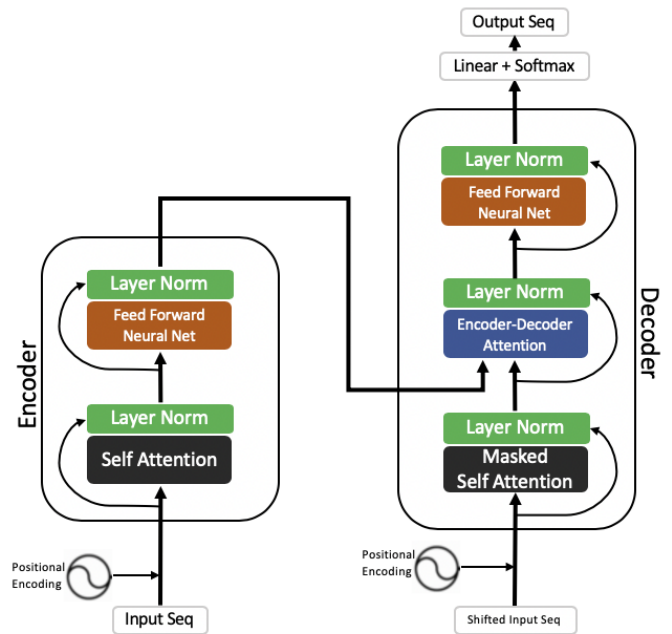 Output Seq
Linear + Softmax
Layer Norm
Feed Forward
Neural Net
Layer Norm
Encoder-Decoder
Attention
Layer Norm
Masked
Self Attention
Decoder
Positional
Encoding
Shifted Input Seq
Layer Norm
Feed Forward
Neural Net
Layer Norm
Self Attention
Encoder
Positional
Encoding
Input Seq